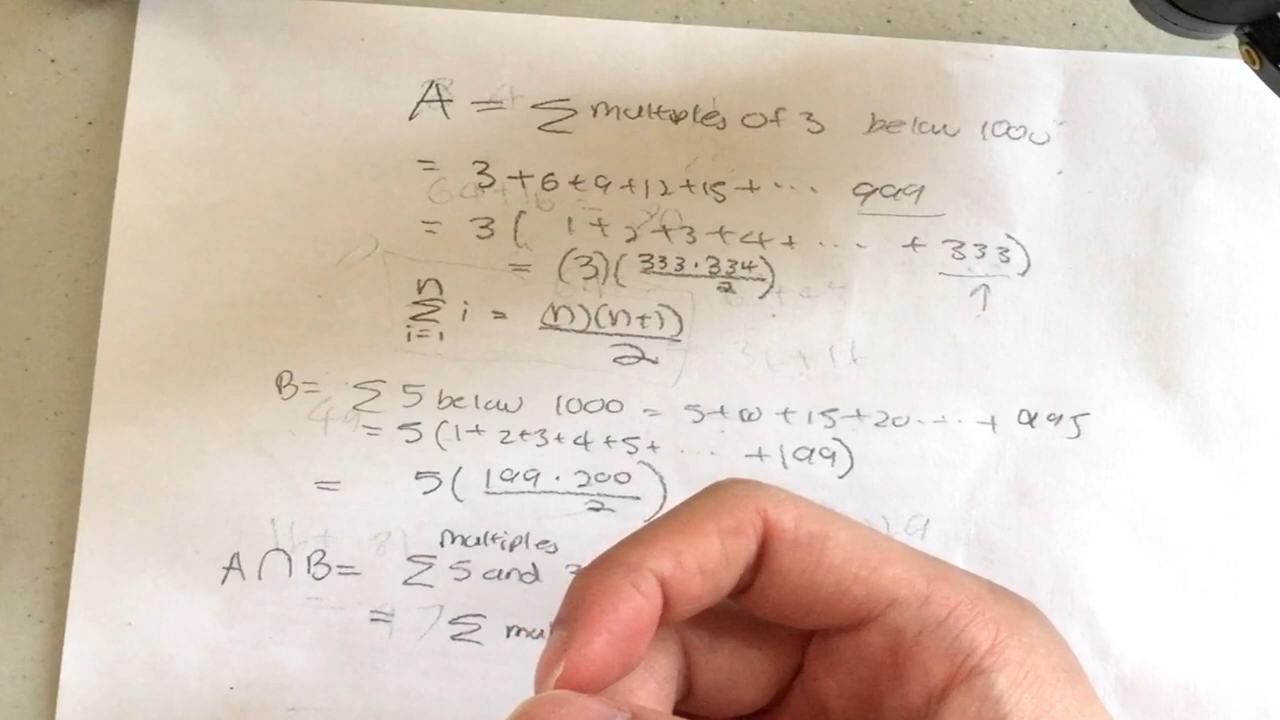 A = ∑ multiples of 3 below 1000
= 3+6+9+12+15+... 999
= 3( 1+2+3+4+ ... + 333)
= (3)(333·334/2)
↑
n∑i=1 i = (n)(n+1)/2
B= ∑ 5 below 1000 = 5+10+15+20....+ 995
= 5(1+2+3+4+5+ ... +199)
= 5(199·200/2)
multiples
A∩B= ∑ 5 and
= ∑